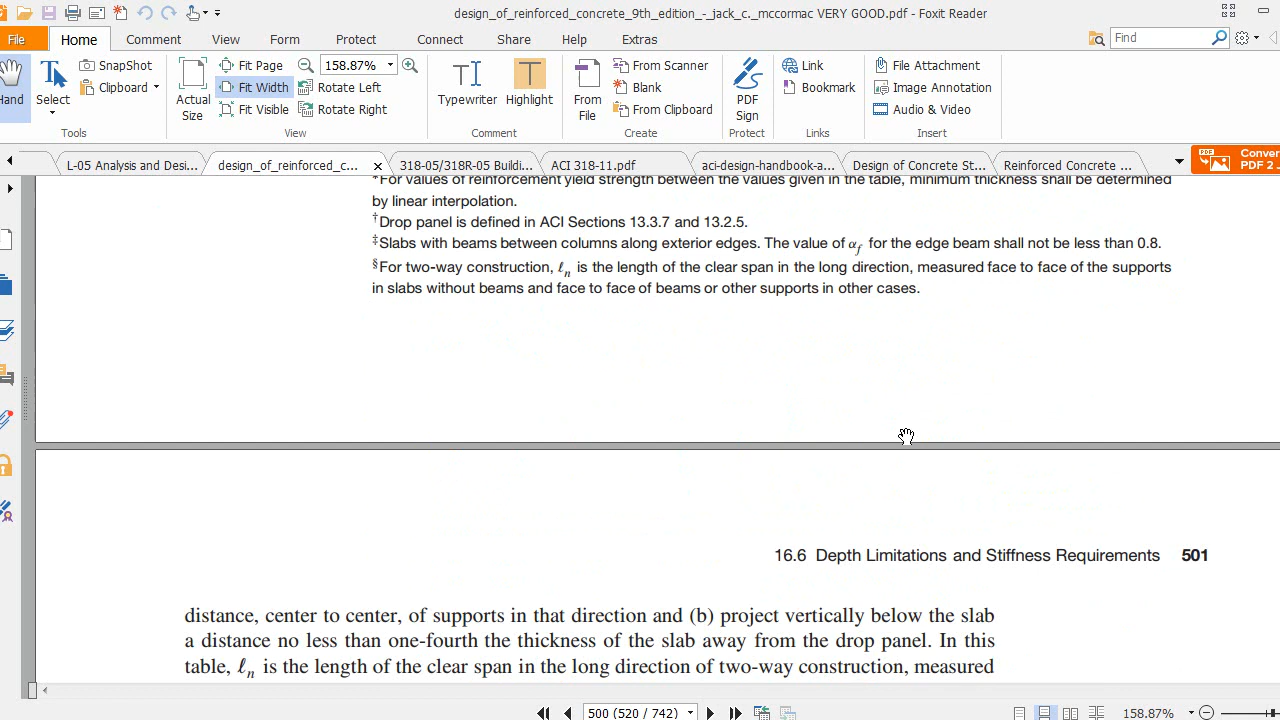 design_of_reinforced_concrete_9th_edition_-_jack_c._mccormac VERY GOOD.pdf - Foxit Reader
File Home Comment View Form Protect Connect Share Help Extras Find
Hand
Select
SnapShot
Clipboard
Tools
Actual Size
Fit Page
Fit Width
Fit Visible
158.87%
Rotate Left
Rotate Right
View
Typewriter
Highlight
Comment
From File
From Scanner
Blank
From Clipboard
Create
PDF Sign
Protect
Link
Bookmark
Links
File Attachment
Image Annotation
Audio & Video
Insert
L-05 Analysis and Desi... design_of_reinforced_c... 318-05/318R-05 Buildi... 318-11.pdf aci-design-handbook-a... Design of Concrete St... Reinforced Concrete ...
Conver
PDF 2
*For values of reinforcement yield strength between the values given in the table, minimum thickness shall be determined
by linear interpolation.
†Drop panel is defined in ACI Sections 13.3.7 and 13.2.5.
‡Slabs with beams between columns along exterior edges. The value of αf for the edge beam shall not be less than 0.8.
§For two-way construction, ℓn is the length of the clear span in the long direction, measured face to face of the supports
in slabs without beams and face to face of beams or other supports in other cases.
16.6 Depth Limitations and Stiffness Requirements 501
distance, center to center, of supports in that direction and (b) project vertically below the slab
a distance no less than one-fourth the thickness of the slab away from the drop panel. In this
table, ℓn is the length of the clear span in the long direction of two-way construction, measured
500 (520 / 742)
158.87%